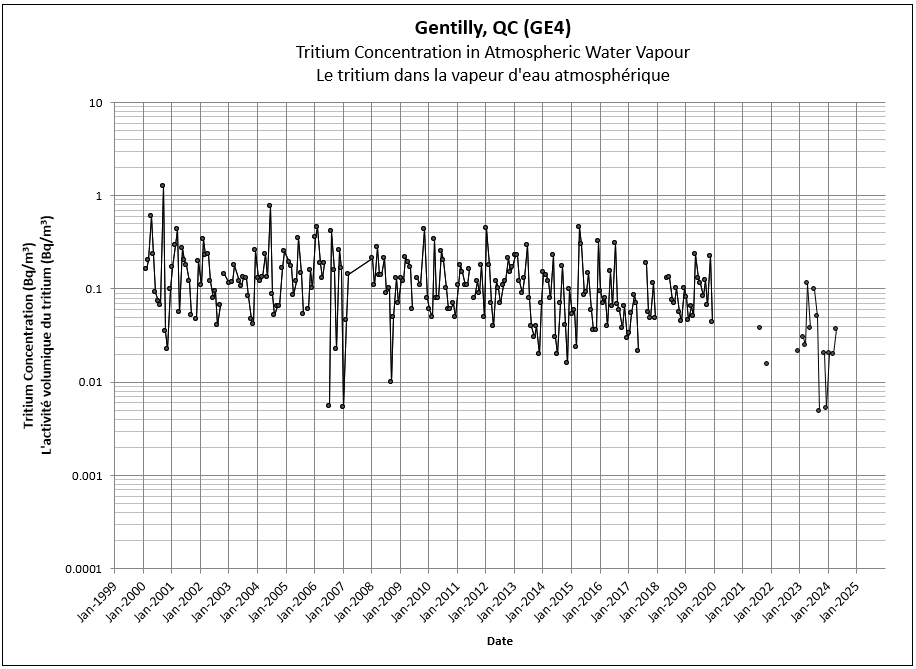 Gentilly, QC (GE4)
Tritium Concentration in Atmospheric Water Vapour
Le tritium dans la vapeur d'eau atmosphérique
Tritium Concentration (Bq/m³)
L'activité volumique du tritium (Bq/m³)
10
1
0.1
0.01
0.001
0.0001
Jan-1999
Jan-2000
Jan-2001
Jan-2002
Jan-2003
Jan-2004
Jan-2005
Jan-2006
Jan-2007
Jan-2008
Jan-2009
Jan-2010
Jan-2011
Jan-2012
Jan-2013
Jan-2014
Jan-2015
Jan-2016
Jan-2017
Jan-2018
Jan-2019
Jan-2020
Jan-2021
Jan-2022
Jan-2023
Jan-2024
Jan-2025
Date